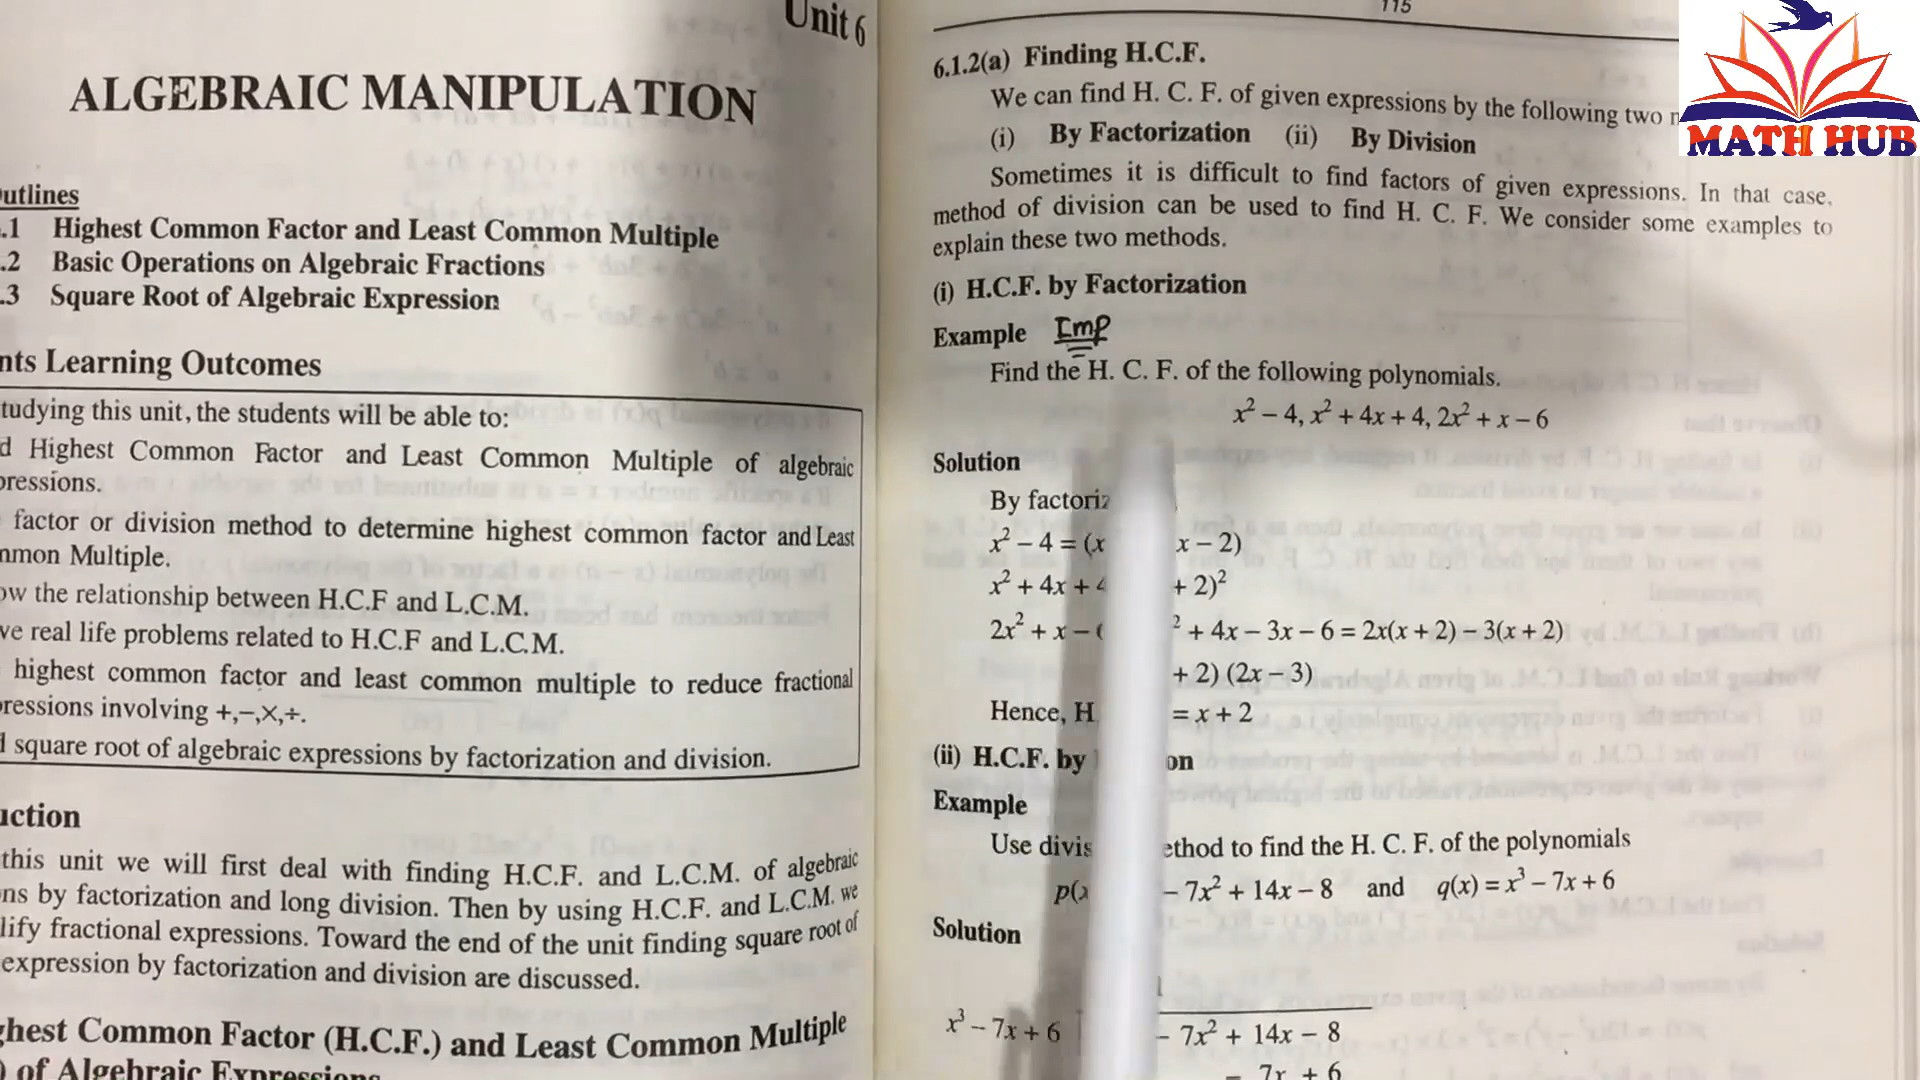 Unit 6
ALGEBRAIC MANIPULATION
utlines
.1 Highest Common Factor and Least Common Multiple
.2 Basic Operations on Algebraic Fractions
.3 Square Root of Algebraic Expression
nts Learning Outcomes
tudying this unit, the students will be able to:
d Highest Common Factor and Least Common Multiple of algebraic
pressions.
factor or division method to determine highest common factor and Least
mmon Multiple.
ow the relationship between H.C.F and L.C.M.
ve real life problems related to H.C.F and L.C.M.
highest common factor and least common multiple to reduce fractional
pressions involving +,−,×,÷.
d square root of algebraic expressions by factorization and division.
uction
this unit we will first deal with finding H.C.F. and L.C.M. of algebraic
ons by factorization and long division. Then by using H.C.F. and L.C.M. we
lify fractional expressions. Toward the end of the unit finding square root of
expression by factorization and division are discussed.
ghest Common Factor (H.C.F.) and Least Common Multiple
) of Algebraic Expressions
115
6.1.2(a) Finding H.C.F.
We can find H. C. F. of given expressions by the following two
(i) By Factorization (ii) By Division
Sometimes it is difficult to find factors of given expressions. In that case,
method of division can be used to find H. C. F. We consider some examples to
explain these two methods.
(i) H.C.F. by Factorization
Example Imp
Find the H. C. F. of the following polynomials.
x² − 4, x² + 4x + 4, 2x² + x − 6
Solution
By factoriz
x² − 4 = (x x − 2)
x² + 4x + 4 + 2)²
2x² + x − 6 ² + 4x − 3x − 6 = 2x(x + 2) − 3(x + 2)
+ 2) (2x − 3)
Hence, H = x + 2
(ii) H.C.F. by on
Example
Use divis ethod to find the H. C. F. of the polynomials
p(x − 7x² + 14x − 8 and q(x) = x³ − 7x + 6
Solution
1
x³ − 7x + 6 − 7x² + 14x − 8
− 7x + 6
MATH HUB